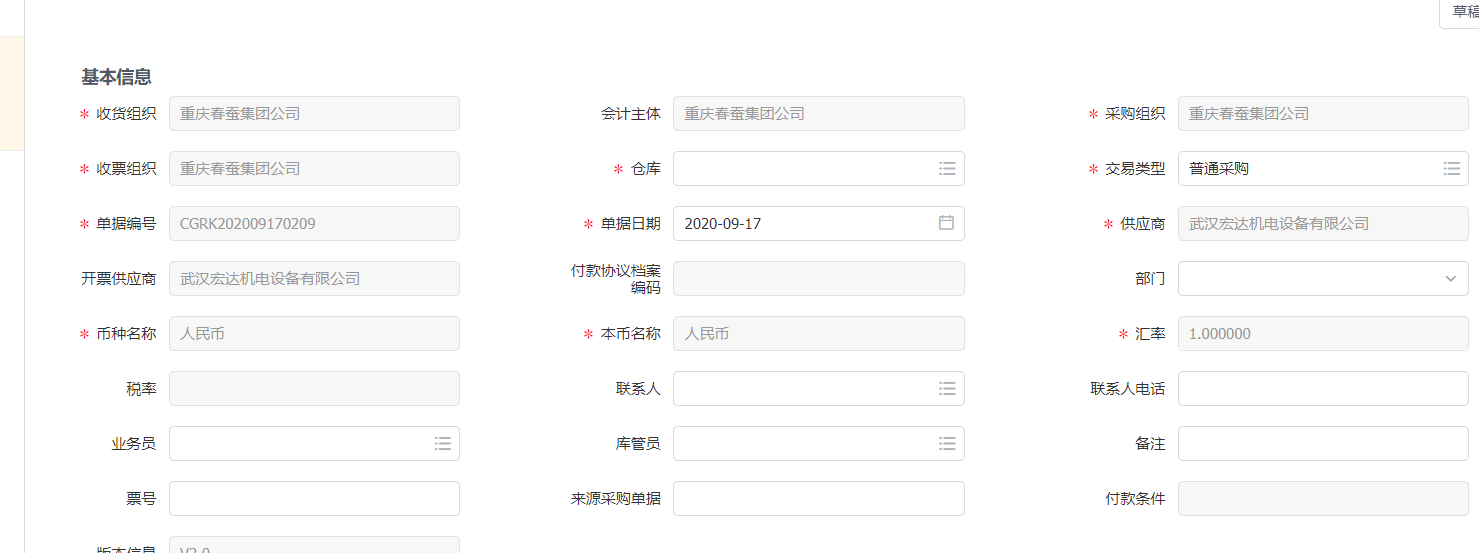 草稿
基本信息
* 收货组织 重庆春蚕集团公司 会计主体 重庆春蚕集团公司 * 采购组织 重庆春蚕集团公司
* 收票组织 重庆春蚕集团公司 * 仓库 * 交易类型 普通采购
* 单据编号 CGRK202009170209 * 单据日期 2020-09-17 * 供应商 武汉宏达机电设备有限公司
开票供应商 武汉宏达机电设备有限公司 付款协议档案 部门
编码
* 币种名称 人民币 * 本币名称 人民币 * 汇率 1.000000
税率 联系人 联系人电话
业务员 库管员 备注
票号 来源采购单据 付款条件
版本信息 V2.0